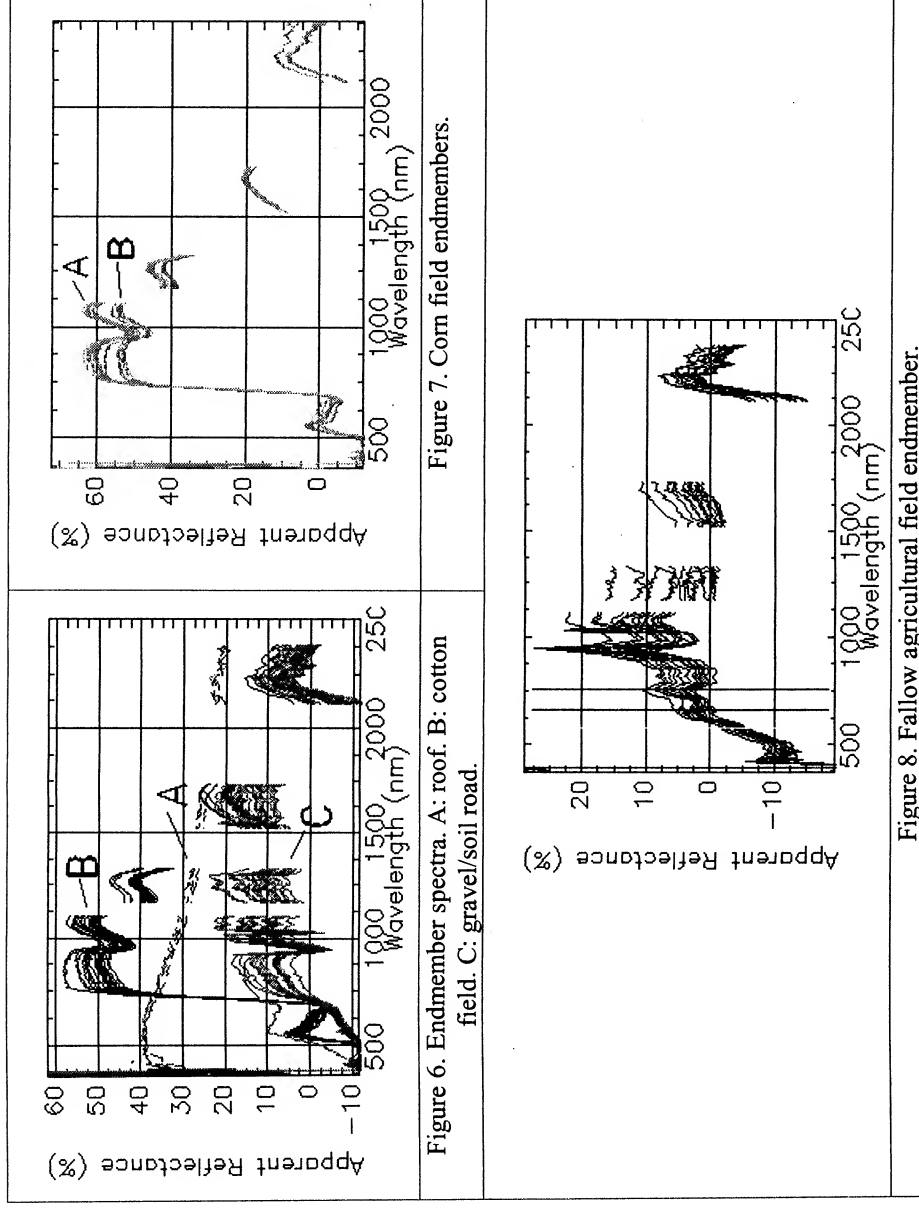 Apparent Reflectance (%)
60
50
40
30
20
10
0
-10
B
A
C
500 1000 1500 2000 25C
Wavelength (nm)
Figure 6. Endmember spectra. A: roof. B: cotton
field. C: gravel/soil road.
Apparent Reflectance (%)
60
40
20
0
A
B
500 1000 1500 2000
Wavelength (nm)
Figure 7. Corn field endmembers.
Apparent Reflectance (%)
20
10
0
-10
500 1000 1500 2000 25C
Wavelength (nm)
Figure 8. Fallow agricultural field endmember.